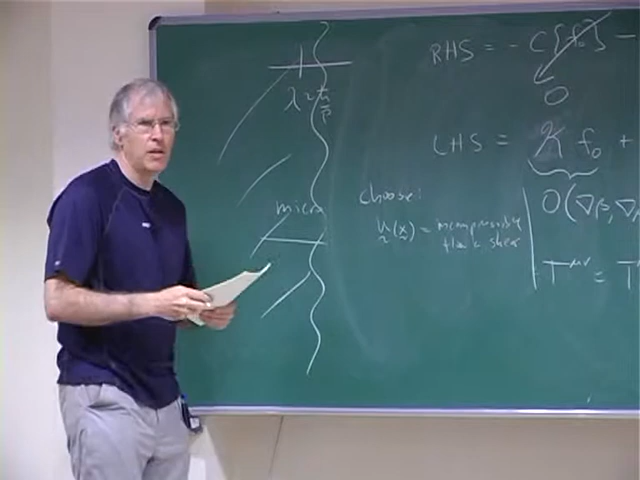 RHS = - C[f₀] -
0
λ ~ ħ/p
LHS = K f₀ +
micro
choose:
O(∇β, ∇
u(x) = incompressible
flow & shear
T^μν = T